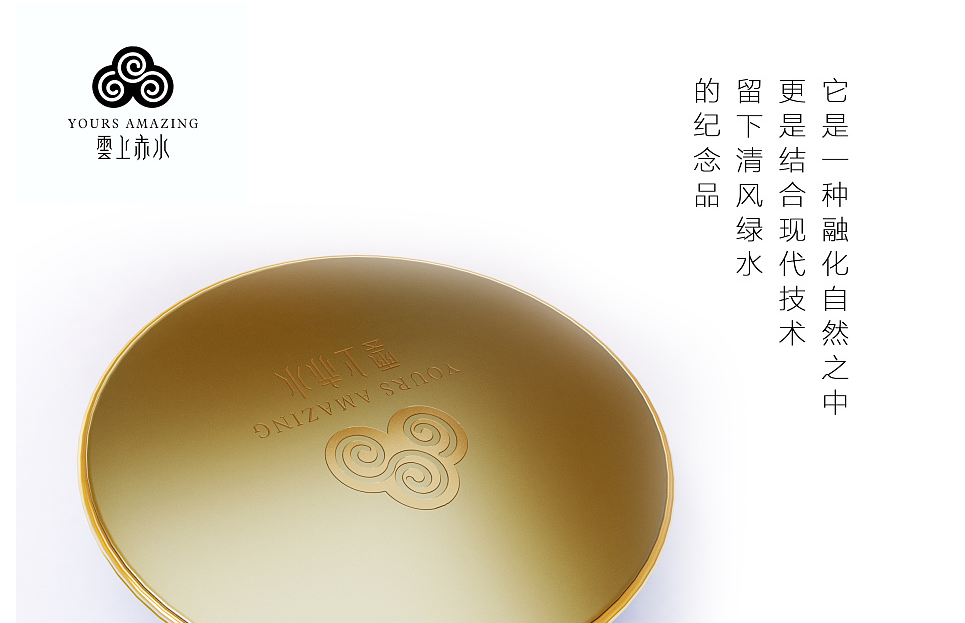 YOURS AMAZING
雲上赤水
它是一种融化自然之中
更是结合现代技术
留下清风绿水
的纪念品
雲上赤水
YOURS AMAZING